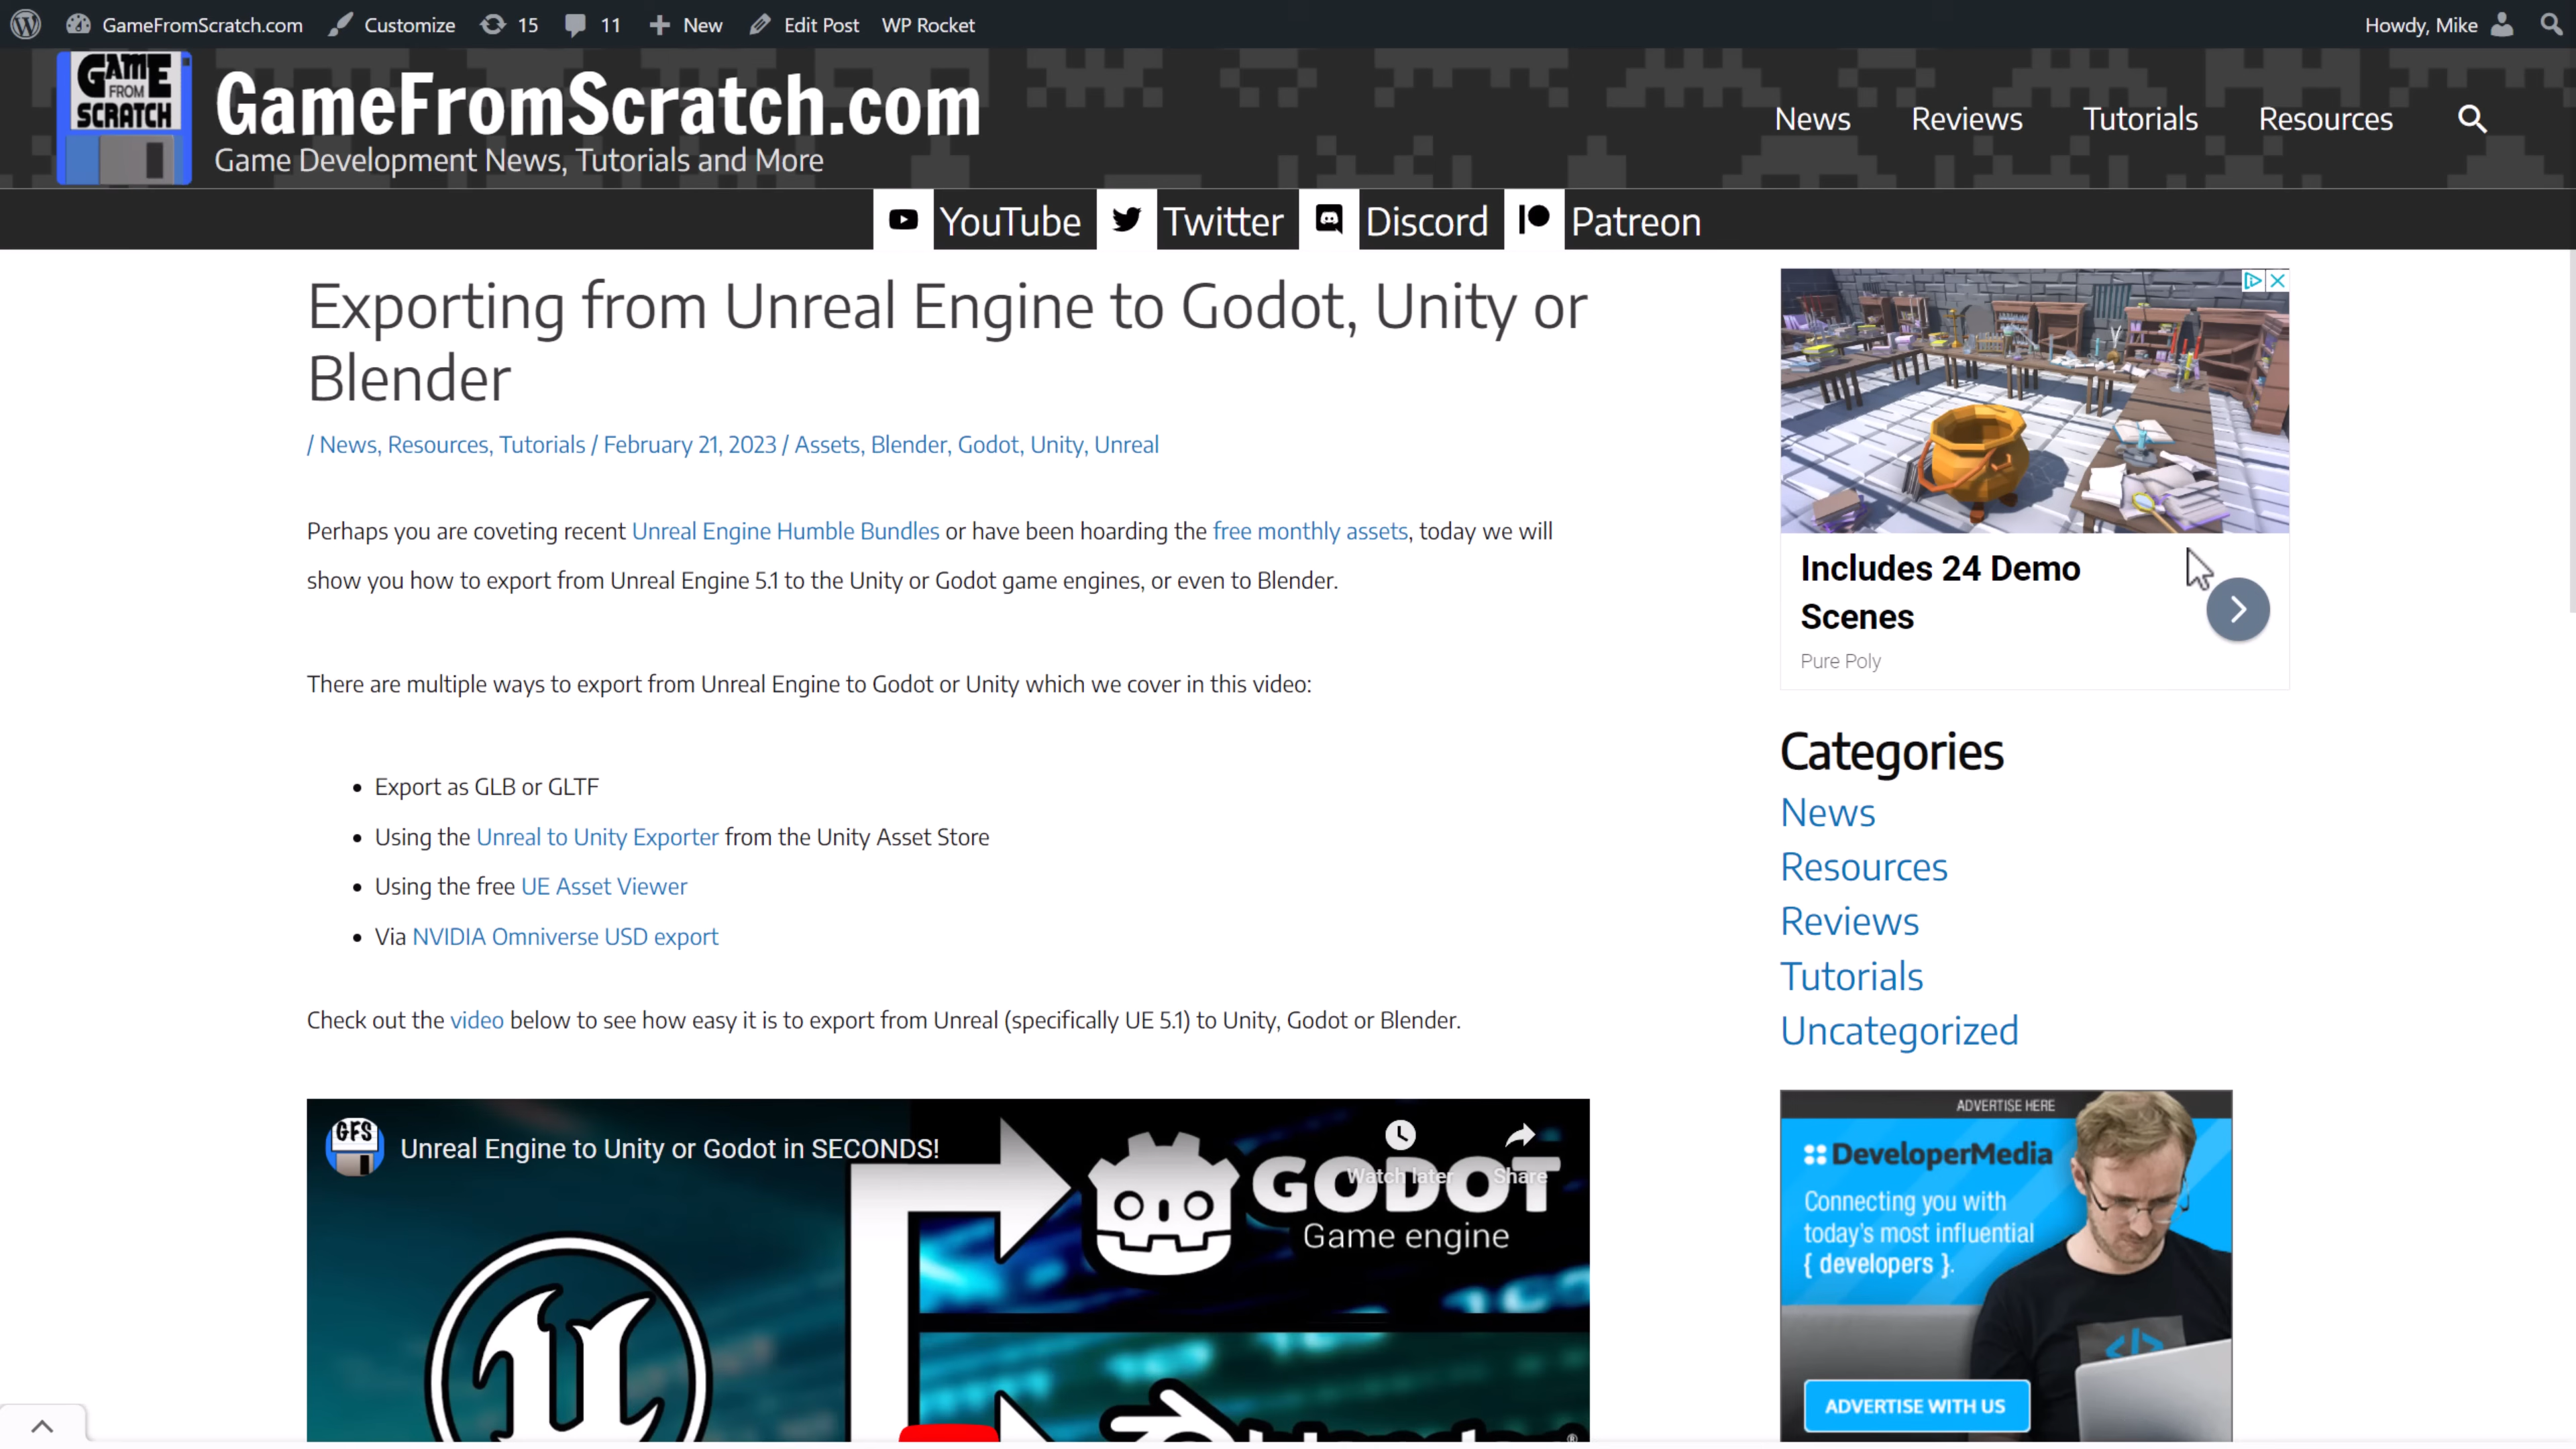 GameFromScratch.com Customize 15 11 New Edit Post WP Rocket Howdy, Mike
GAME
FROM
SCRATCH
GameFromScratch.com
Game Development News, Tutorials and More
News Reviews Tutorials Resources
YouTube Twitter Discord Patreon
Exporting from Unreal Engine to Godot, Unity or
Blender
/ News, Resources, Tutorials / February 21, 2023 / Assets, Blender, Godot, Unity, Unreal
Perhaps you are coveting recent Unreal Engine Humble Bundles or have been hoarding the free monthly assets, today we will
show you how to export from Unreal Engine 5.1 to the Unity or Godot game engines, or even to Blender.
There are multiple ways to export from Unreal Engine to Godot or Unity which we cover in this video:
• Export as GLB or GLTF
• Using the Unreal to Unity Exporter from the Unity Asset Store
• Using the free UE Asset Viewer
• Via NVIDIA Omniverse USD export
Check out the video below to see how easy it is to export from Unreal (specifically UE 5.1) to Unity, Godot or Blender.
GFS
Unreal Engine to Unity or Godot in SECONDS!
Watch later Share
GODOT
Game engine
Includes 24 Demo
Scenes
Pure Poly
Categories
News
Resources
Reviews
Tutorials
Uncategorized
ADVERTISE HERE
DeveloperMedia
Connecting you with
today's most influential
{ developers }.
</>
ADVERTISE WITH US